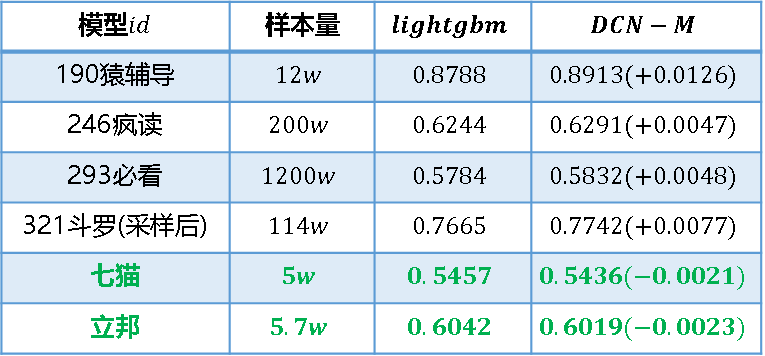 模型id 样本量 lightgbm DCN − M
190猿辅导 12w 0.8788 0.8913(+0.0126)
246疯读 200w 0.6244 0.6291(+0.0047)
293必看 1200w 0.5784 0.5832(+0.0048)
321斗罗(采样后) 114w 0.7665 0.7742(+0.0077)
七猫 5w 0.5457 0.5436(−0.0021)
立邦 5.7w 0.6042 0.6019(−0.0023)